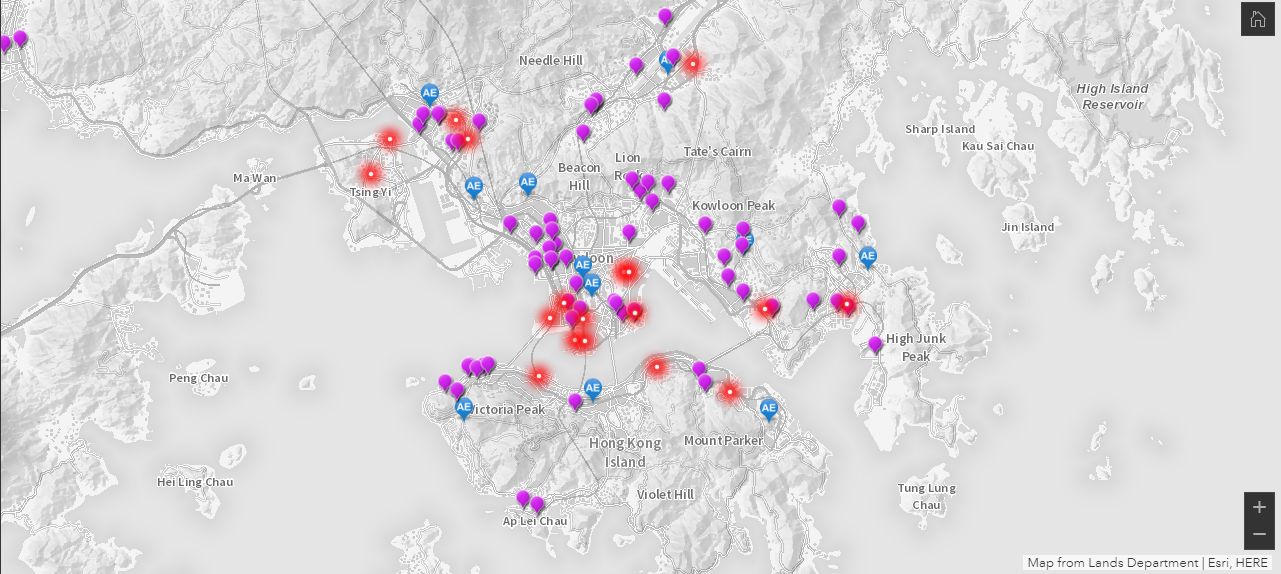 Needle Hill
AE
High Island
Reservoir
AE
Sharp Island
Kau Sai Chau
Tate's Cairn
Lion
Beacon
Hill
Ma Wan
AE
AE
Tsing Yi
Kowloon Peak
Jin Island
AE
AE
AE
High Junk
Peak
Peng Chau
AE
AE
Victoria Peak
AE
Hong Kong
Island
Mount Parker
Hei Ling Chau
Violet Hill
Tung Lung
Chau
Ap Lei Chau
+
−
Map from Lands Department | Esri, HERE